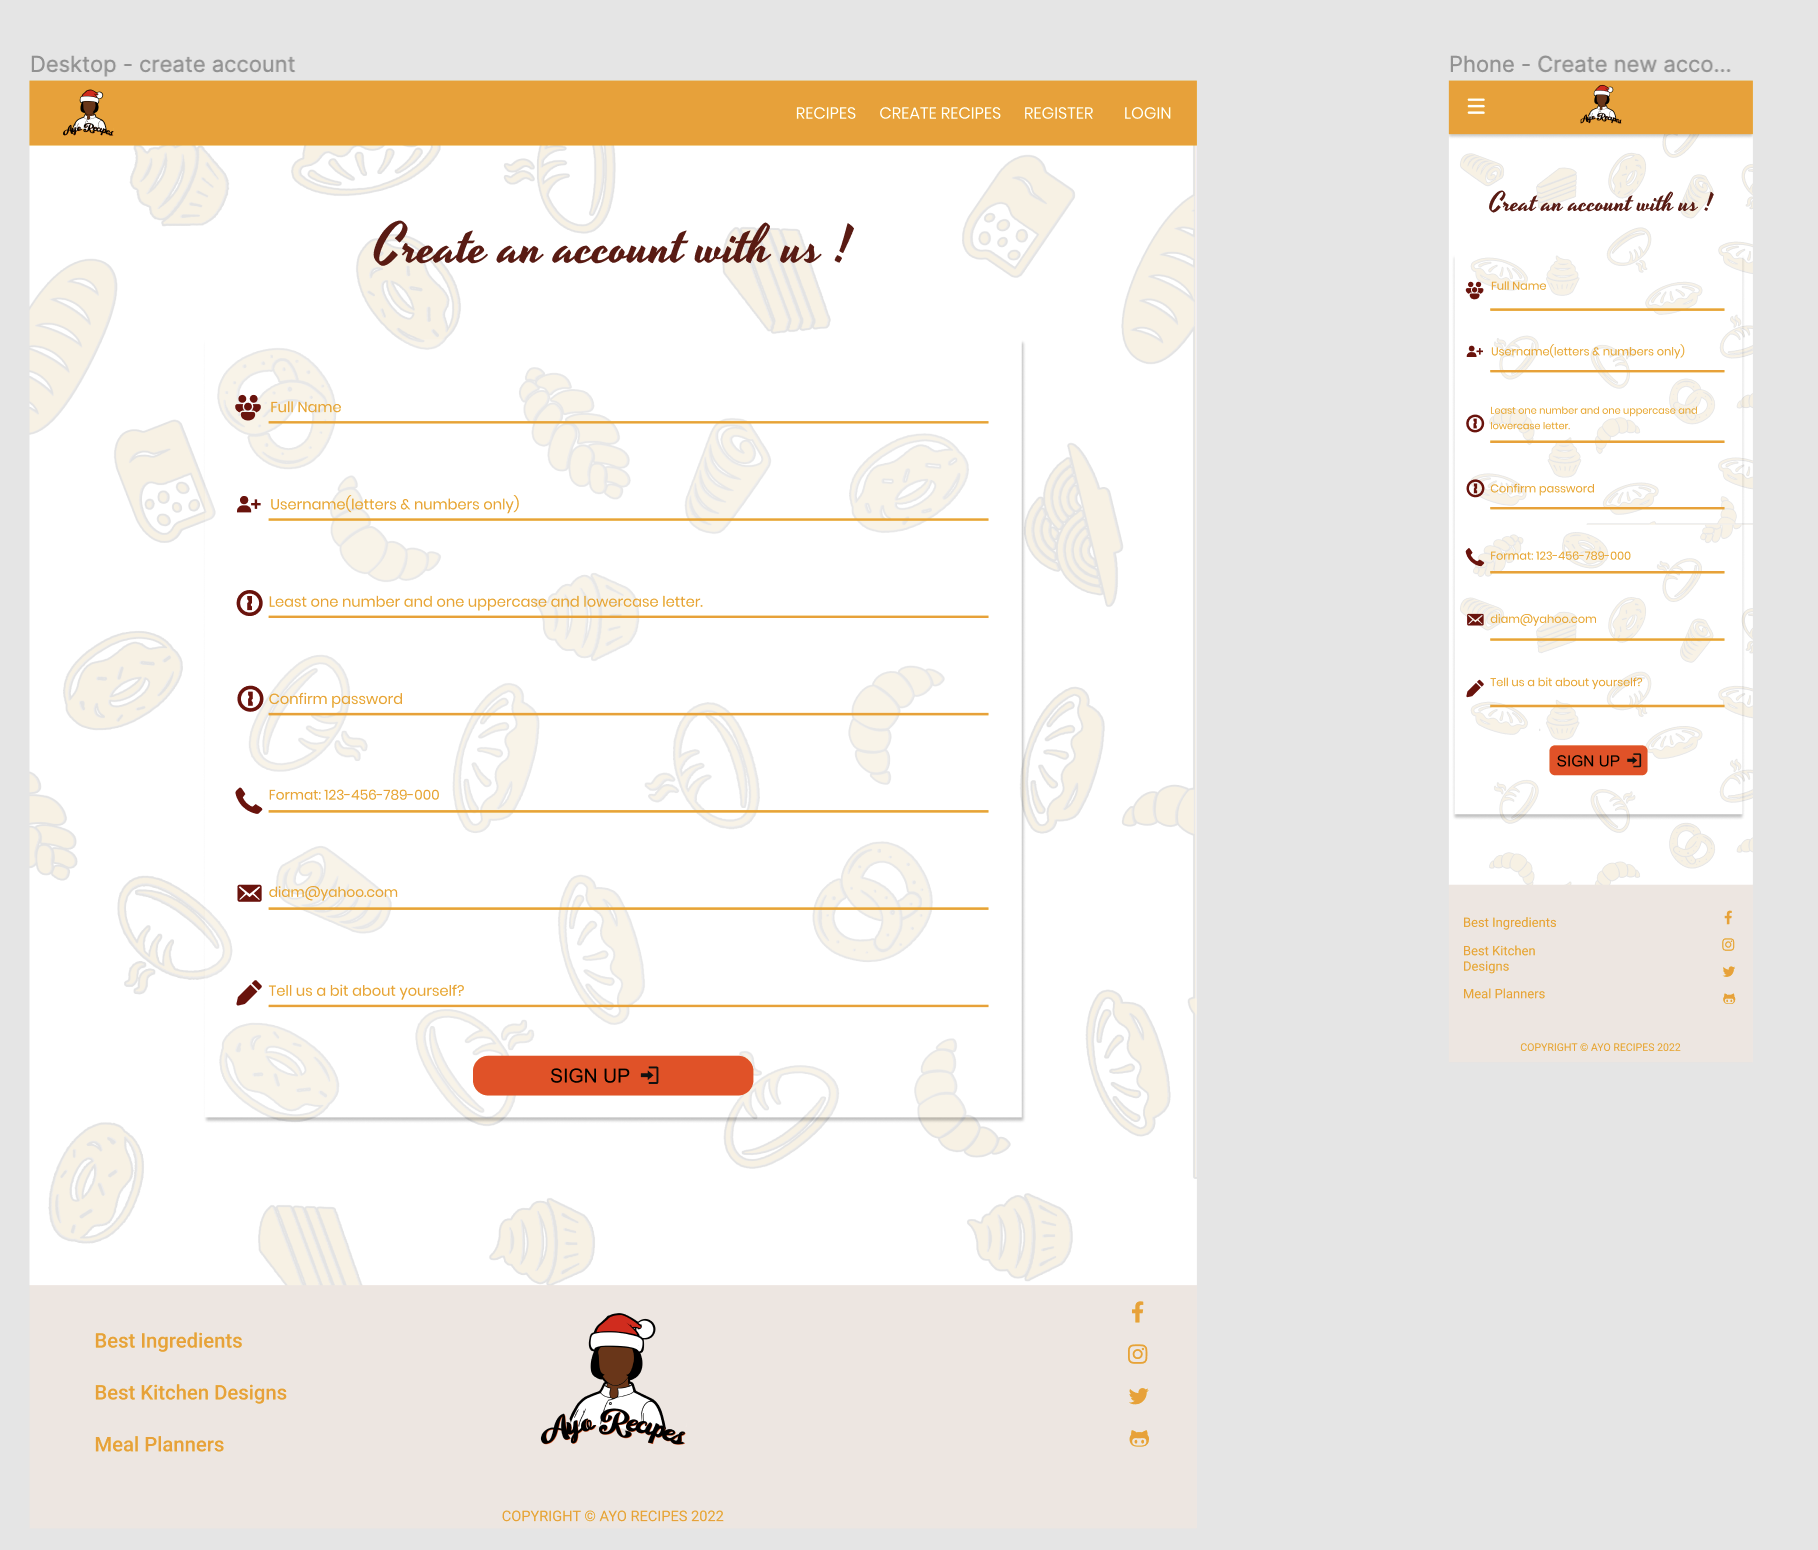 Desktop - create account
Ayo Recipes
RECIPES CREATE RECIPES REGISTER LOGIN
Create an account with us !
Full Name
Username(letters & numbers only)
Least one number and one uppercase and lowercase letter.
Confirm password
Format: 123-456-789-000
diam@yahoo.com
Tell us a bit about yourself?
SIGN UP
Best Ingredients
Best Kitchen Designs
Meal Planners
Ayo Recipes
COPYRIGHT © AYO RECIPES 2022
Phone - Create new acco...
Ayo Recipes
Creat an account with us !
Full Name
Username(letters & numbers only)
Least one number and one uppercase and
lowercase letter.
Confirm password
Format: 123-456-789-000
diam@yahoo.com
Tell us a bit about yourself?
SIGN UP
Best Ingredients
Best Kitchen
Designs
Meal Planners
COPYRIGHT © AYO RECIPES 2022